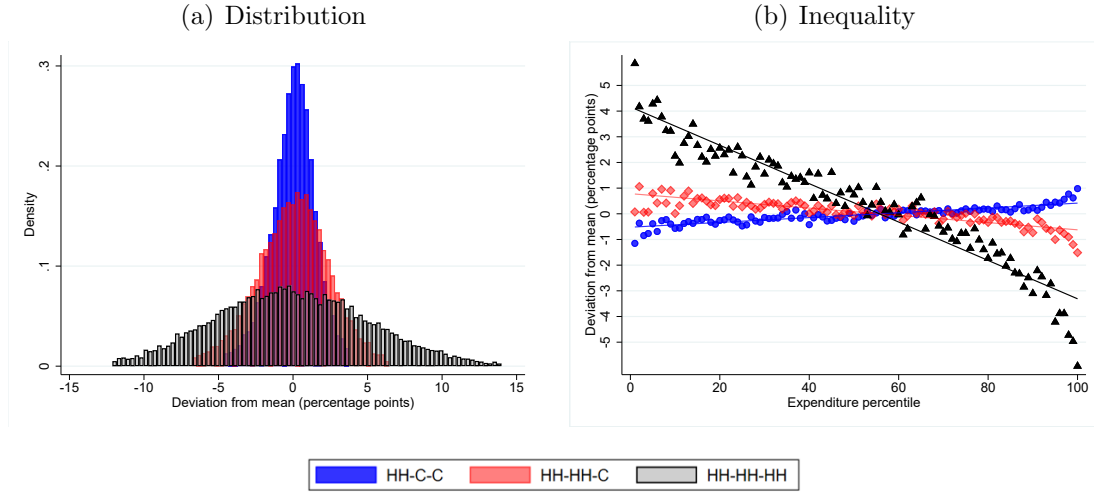 (a) Distribution
(b) Inequality
Density
.3
.2
.1
0
-15 -10 -5 0 5 10 15
Deviation from mean (percentage points)
Deviation from mean (percentage points)
5
4
3
2
1
0
-1
-2
-3
-4
-5
0 20 40 60 80 100
Expenditure percentile
HH-C-C HH-HH-C HH-HH-HH